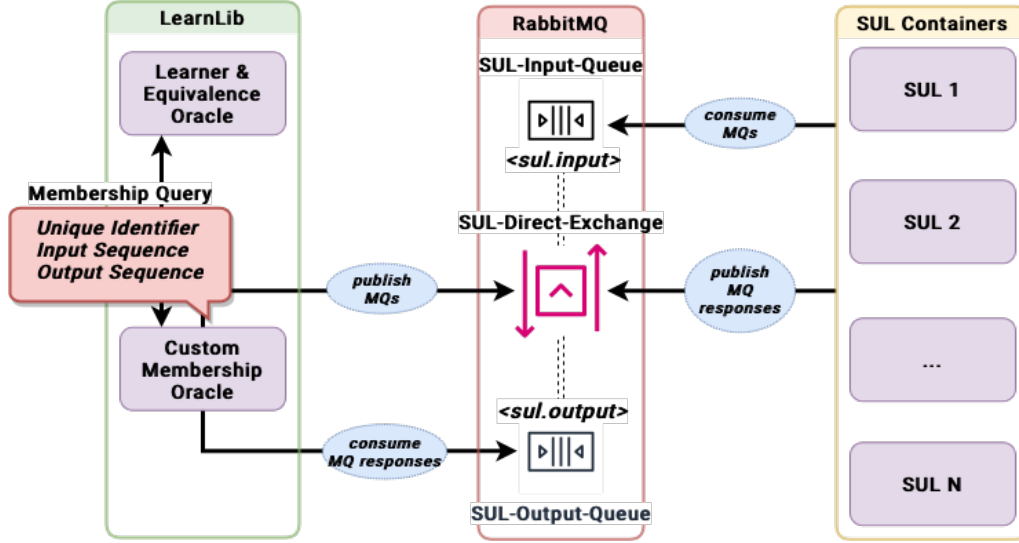 LearnLib
Learner &
Equivalence
Oracle
Membership Query
Unique Identifier
Input Sequence
Output Sequence
Custom
Membership
Oracle
publish
MQs
consume
MQ responses
RabbitMQ
SUL-Input-Queue
<sul.input>
SUL-Direct-Exchange
<sul.output>
SUL-Output-Queue
consume
MQs
publish
MQ
responses
SUL Containers
SUL 1
SUL 2
...
SUL N